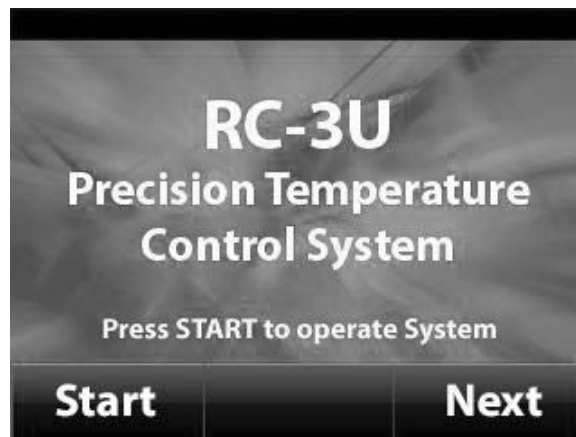 RC-3U
Precision Temperature
Control System
Press START to operate System
Start
Next